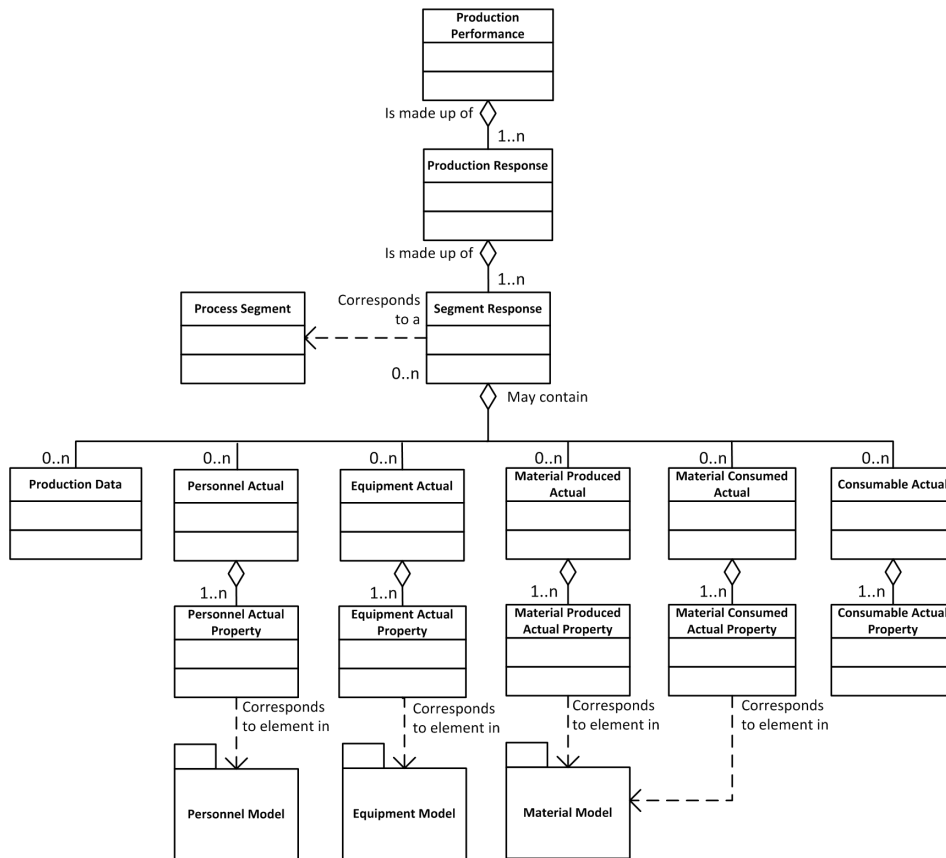 Production
Performance
Is made up of
1..n
Production Response
Is made up of
1..n
Process Segment
Corresponds
to a
Segment Response
0..n
May contain
0..n
0..n
0..n
0..n
0..n
0..n
Production Data
Personnel Actual
Equipment Actual
Material Produced
Actual
Material Consumed
Actual
Consumable Actual
1..n
1..n
1..n
1..n
1..n
Personnel Actual
Property
Equipment Actual
Property
Material Produced
Actual Property
Material Consumed
Actual Property
Consumable Actual
Property
Corresponds
to element in
Corresponds
to element in
Corresponds
to element in
Corresponds
to element in
Personnel Model
Equipment Model
Material Model